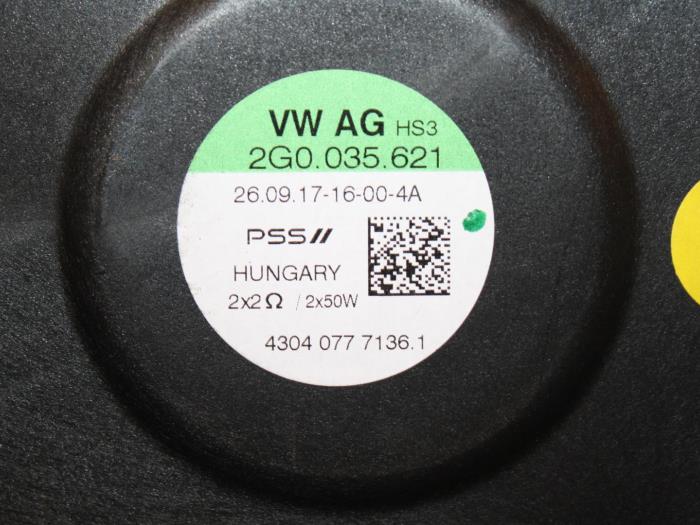 VW AG HS3
2G0.035.621
26.09.17-16-00-4A
PSS//
HUNGARY
2x2Ω / 2x50W
4304 077 7136.1